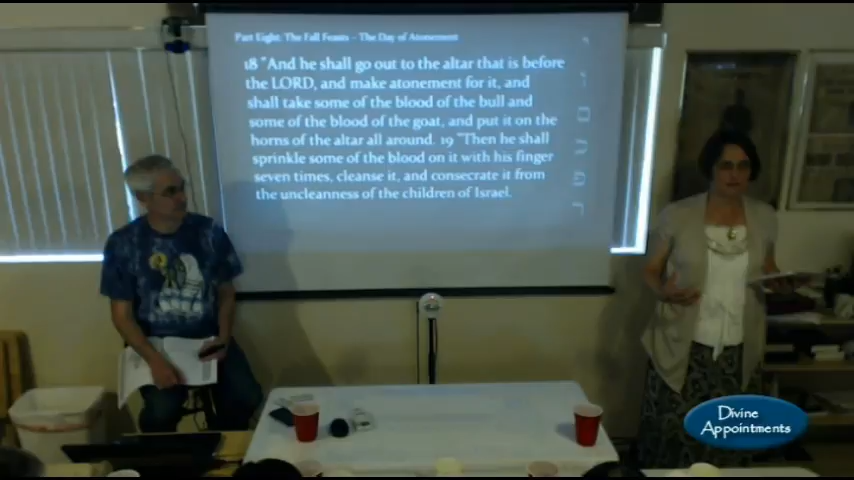 Part Eight: The Fall Feasts – The Day of Atonement
18 "And he shall go out to the altar that is before
the LORD, and make atonement for it, and
shall take some of the blood of the bull and
some of the blood of the goat, and put it on the
horns of the altar all around. 19 "Then he shall
sprinkle some of the blood on it with his finger
seven times, cleanse it, and consecrate it from
the uncleanness of the children of Israel.
Divine
Appointments